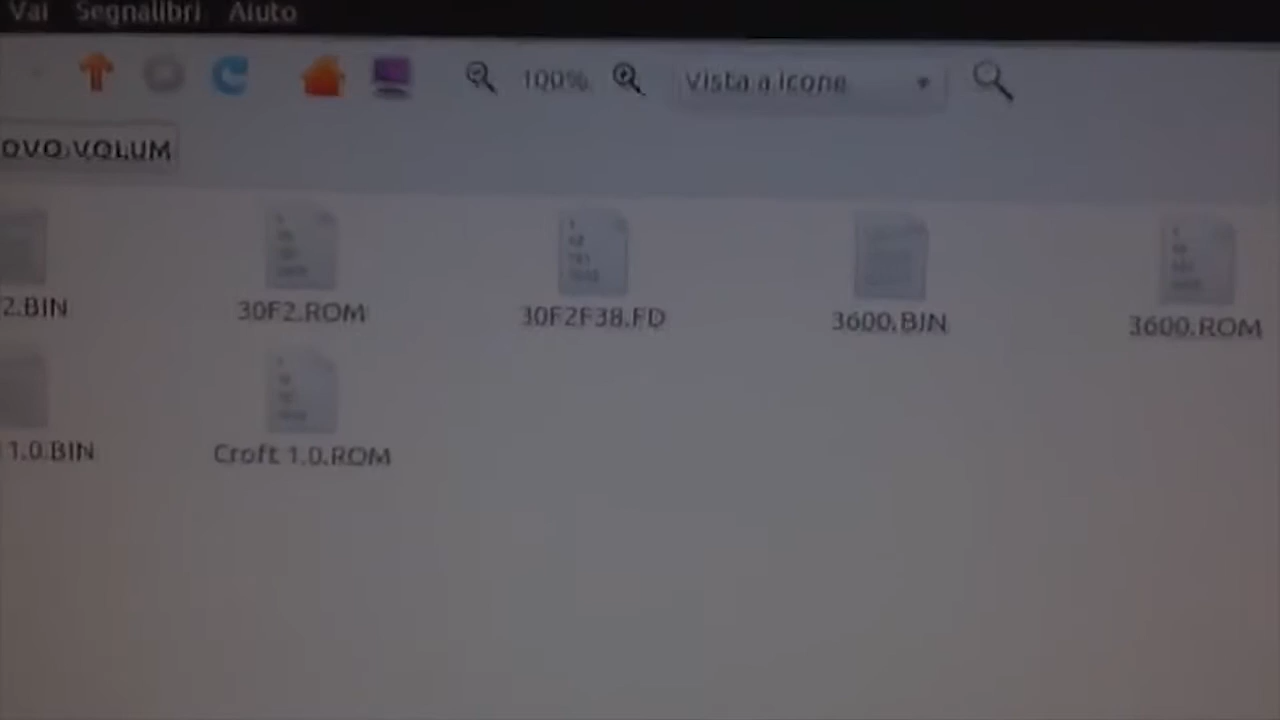 Vai Segnalibri Aiuto
100% Vista a icone
OVO VOLUM
2.BIN 30F2.ROM 30F2F38.FD 3600.BIN 3600.ROM
1.0.BIN Croft 1.0.ROM